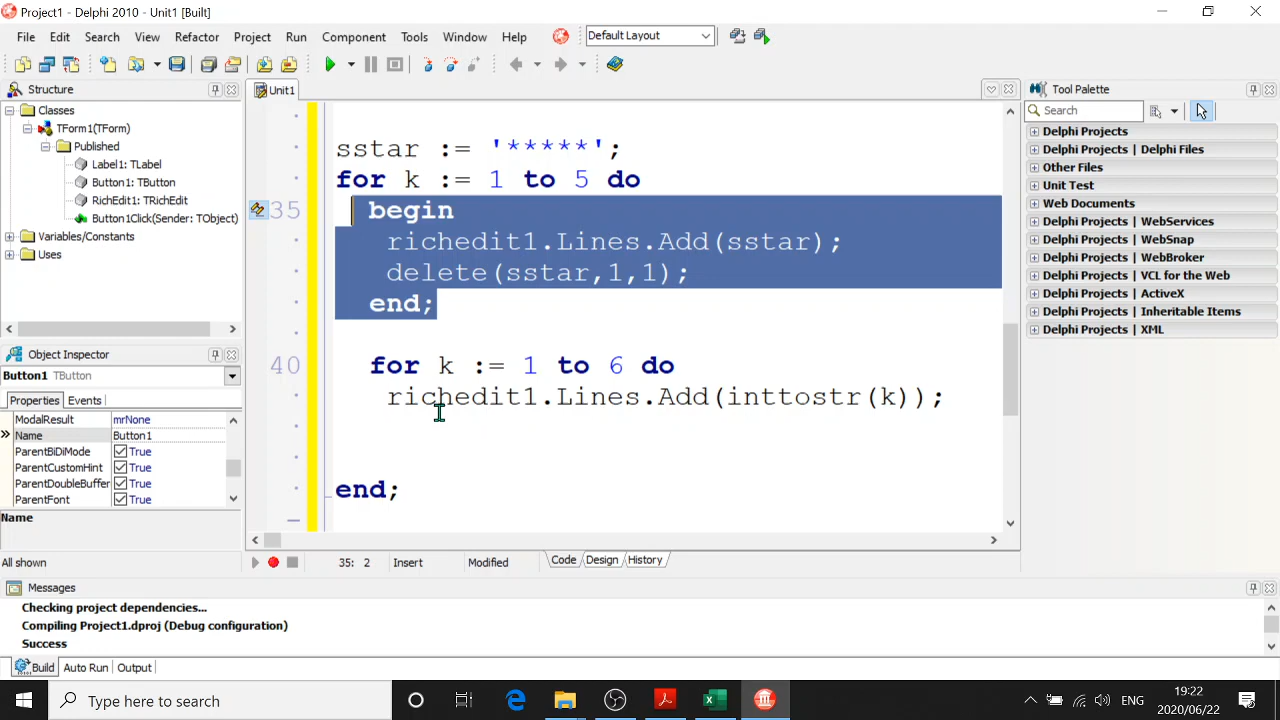 Project1 - Delphi 2010 - Unit1 [Built]
File Edit Search View Refactor Project Run Component Tools Window Help Default Layout
Structure
Classes
TForm1(TForm)
Published
Label1: TLabel
Button1: TButton
RichEdit1: TRichEdit
Button1Click(Sender: TObject)
Variables/Constants
Uses
Object Inspector
Button1 TButton
Properties Events
ModalResult mrNone
Name Button1
ParentBiDiMode True
ParentCustomHint True
ParentDoubleBuffer True
ParentFont True
Name
All shown
Unit1
sstar := '*****';
for k := 1 to 5 do
35 begin
richedit1.Lines.Add(sstar);
delete(sstar,1,1);
end;
40 for k := 1 to 6 do
richedit1.Lines.Add(inttostr(k));
end;
35: 2 Insert Modified Code Design History
Tool Palette
Search
Delphi Projects
Delphi Projects | Delphi Files
Other Files
Unit Test
Web Documents
Delphi Projects | WebServices
Delphi Projects | WebSnap
Delphi Projects | WebBroker
VCL for the Web
Delphi Projects | ActiveX
Delphi Projects | Inheritable Items
Delphi Projects | XML
Messages
Checking project dependencies...
Compiling Project1.dproj (Debug configuration)
Success
Build Auto Run Output
Type here to search
ENG
19:22
2020/06/22